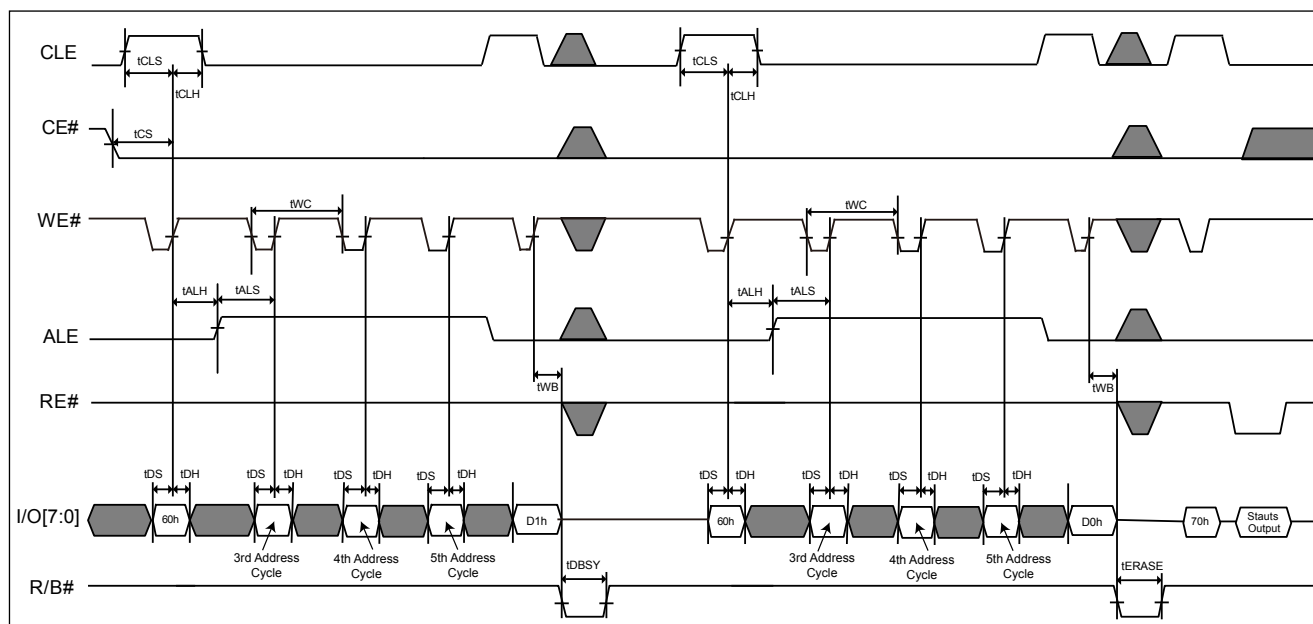 CLE
tCLS
tCLH
tCLS
tCLH
CE#
tCS
WE#
tWC
tWC
tALH
tALS
tALH
tALS
ALE
tWB
tWB
RE#
tDS
tDH
tDS
tDH
tDS
tDH
tDS
tDH
tDS
tDH
tDS
tDH
tDS
tDH
tDS
tDH
I/O[7:0]
60h
D1h
60h
D0h
70h
Stauts
Output
3rd Address
Cycle
4th Address
Cycle
5th Address
Cycle
3rd Address
Cycle
4th Address
Cycle
5th Address
Cycle
tDBSY
tERASE
R/B#